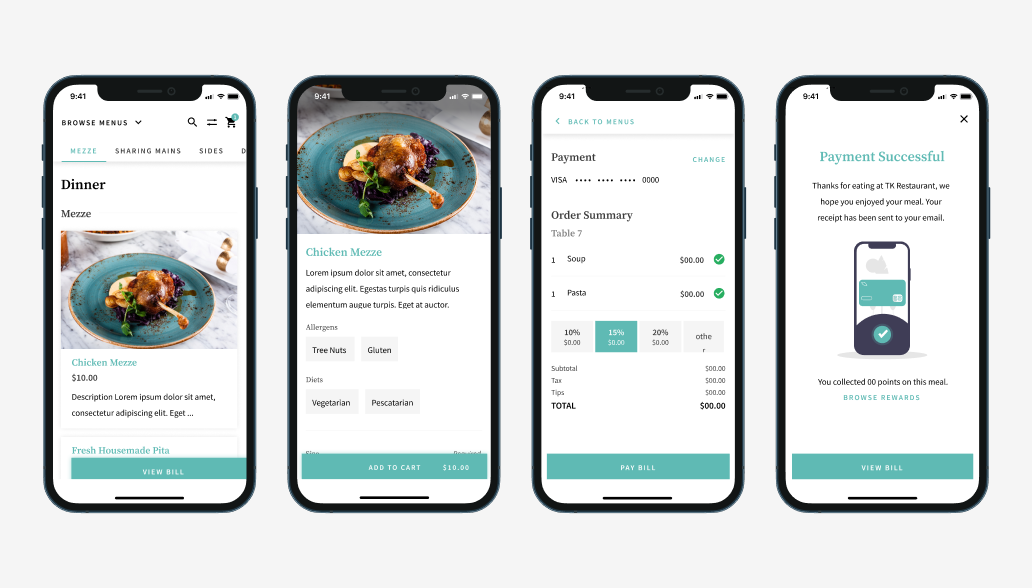 9:41
BROWSE MENUS
MEZZE SHARING MAINS SIDES D
Dinner
Mezze
Chicken Mezze
$10.00
Description Lorem ipsum dolor sit amet,
consectetur adipiscing elit. Eget ...
Fresh Housemade Pita
VIEW BILL
9:41
Chicken Mezze
Lorem ipsum dolor sit amet, consectetur
adipiscing elit. Egestas turpis quis ridiculus
elementum augue turpis. Eget at auctor.
Allergens
Tree Nuts Gluten
Diets
Vegetarian Pescatarian
Size Required
ADD TO CART $10.00
9:41
BACK TO MENUS
Payment CHANGE
VISA •••• •••• •••• 0000
Order Summary
Table 7
1 Soup $00.00
1 Pasta $00.00
10% 15% 20% othe
$0.00 $0.00 $0.00 r
Subtotal $00.00
Tax $00.00
Tips $00.00
TOTAL $00.00
PAY BILL
9:41
Payment Successful
Thanks for eating at TK Restaurant, we
hope you enjoyed your meal. Your
receipt has been sent to your email.
You collected 00 points on this meal.
BROWSE REWARDS
VIEW BILL